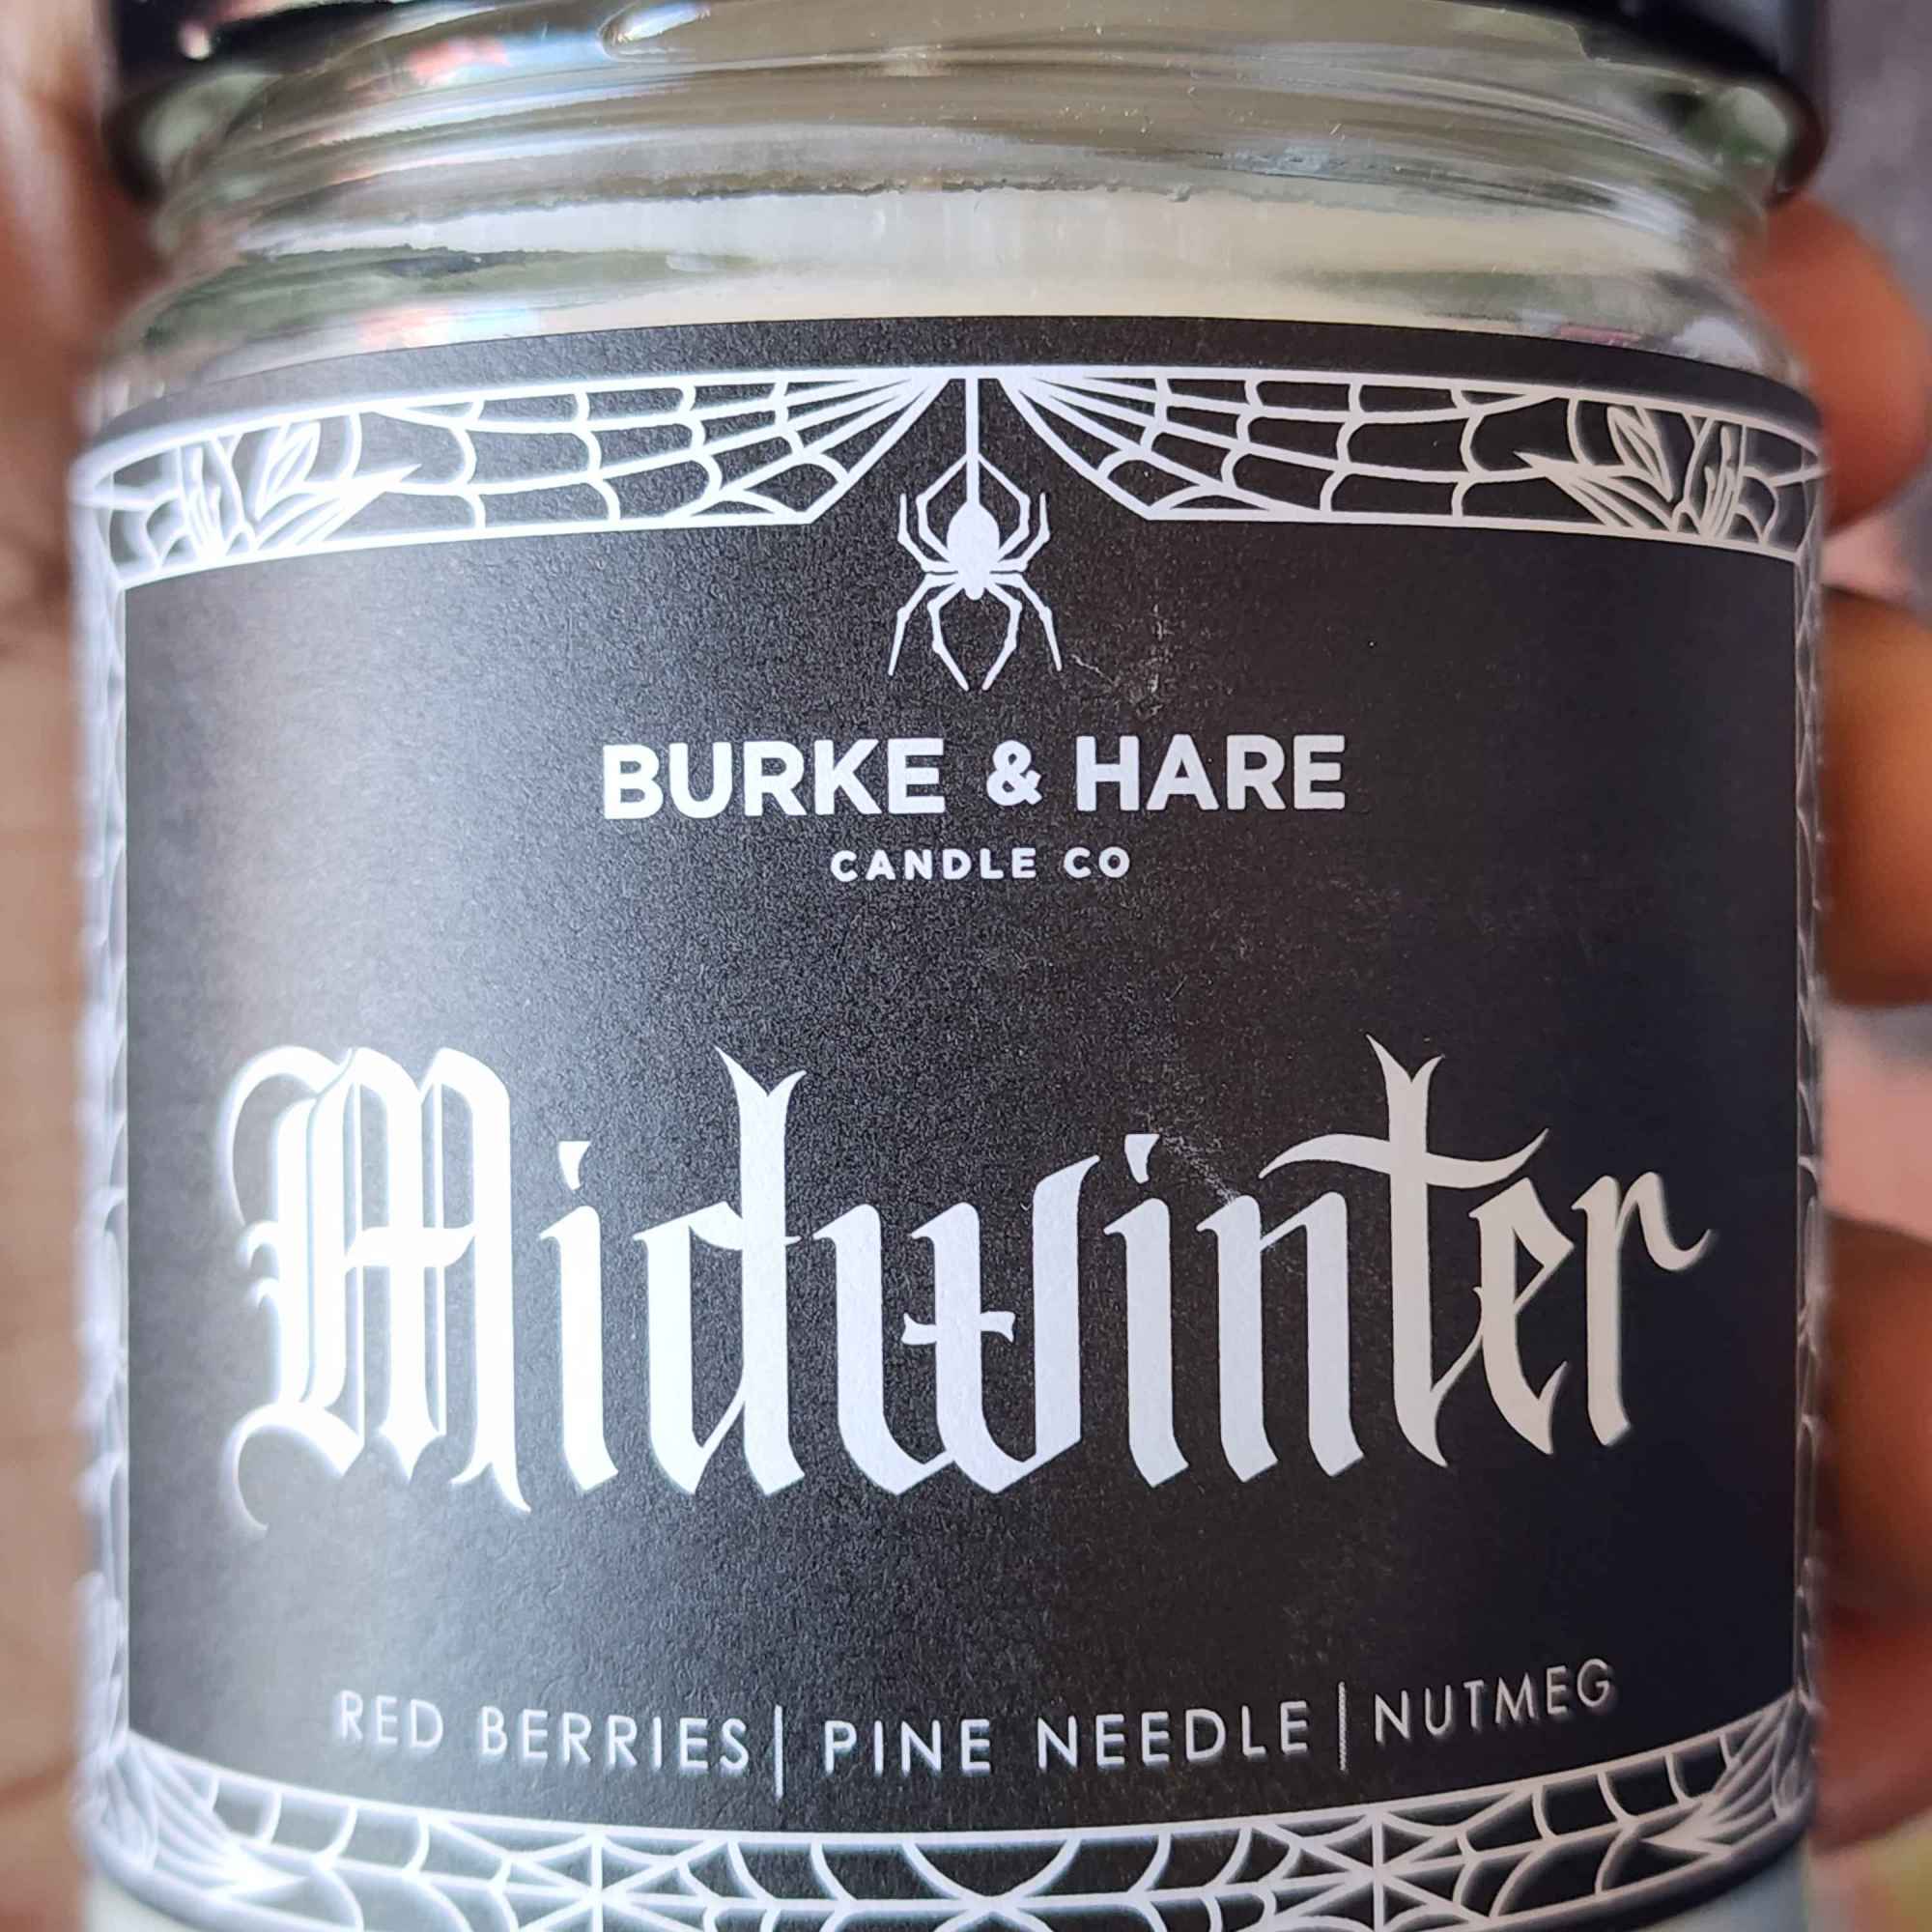 BURKE & HARE
CANDLE CO
Midwinter
RED BERRIES | PINE NEEDLE | NUTMEG